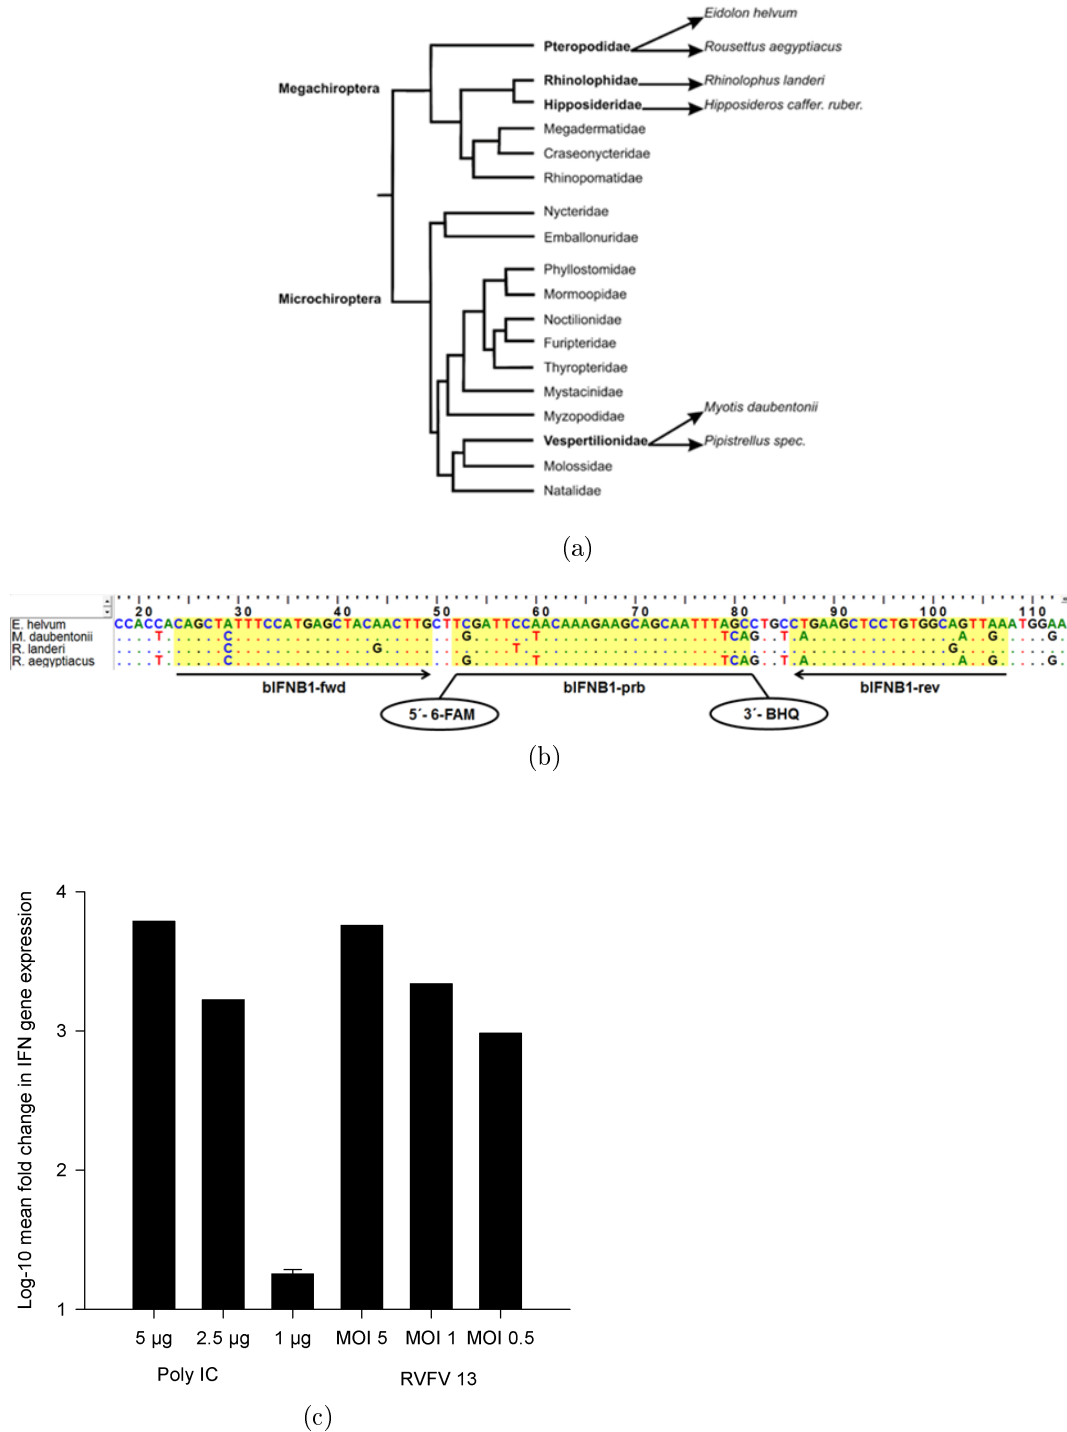 Eidolon helvum
Pteropodidae
Rousettus aegyptiacus
Megachiroptera
Rhinolophidae
Rhinolophus landeri
Hipposideridae
Hipposideros caffer. ruber.
Megadermatidae
Craseonycteridae
Rhinopomatidae
Nycteridae
Emballonuridae
Phyllostomidae
Microchiroptera
Mormoopidae
Noctilionidae
Furipteridae
Thyropteridae
Mystacinidae
Myotis daubentonii
Myzopodidae
Vespertilionidae
Pipistrellus spec.
Molossidae
Natalidae
(a)
20 30 40 50 60 70 80 90 100 110
E. helvum CCACCACAGCTATTTCCATGAGCTACAACTTGCTTCGATTCCAACAAAGAAGCAGCAATTTAGCCTGCCTGAAGCTCCTGTGGCAGTTAAATGGAA
M. daubentonii ....T......C.......................G......T..................TCAG..T.A...............A..G.....G.
R. landeri ...........C..............G.............T...........................................G...........
R. aegyptiacus ....T......C.......................G......T..................TCAG..T.A...............A..G.....G.
bIFNB1-fwd bIFNB1-prb bIFNB1-rev
5´- 6-FAM 3´- BHQ
(b)
Log-10 mean fold change in IFN gene expression
4
3
2
1
5 µg 2.5 µg 1 µg MOI 5 MOI 1 MOI 0.5
Poly IC RVFV 13
(c)